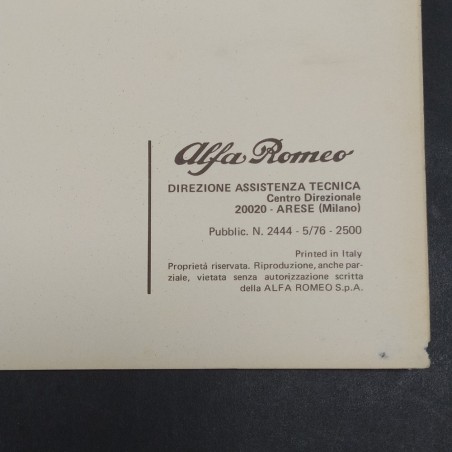 Alfa Romeo
DIREZIONE ASSISTENZA TECNICA
Centro Direzionale
20020 - ARESE (Milano)
Pubblic. N. 2444 - 5/76 - 2500
Printed in Italy
Proprietá riservata. Riproduzione, anche par-
ziale, vietata senza autorizzazione scritta
della ALFA ROMEO S.p.A.